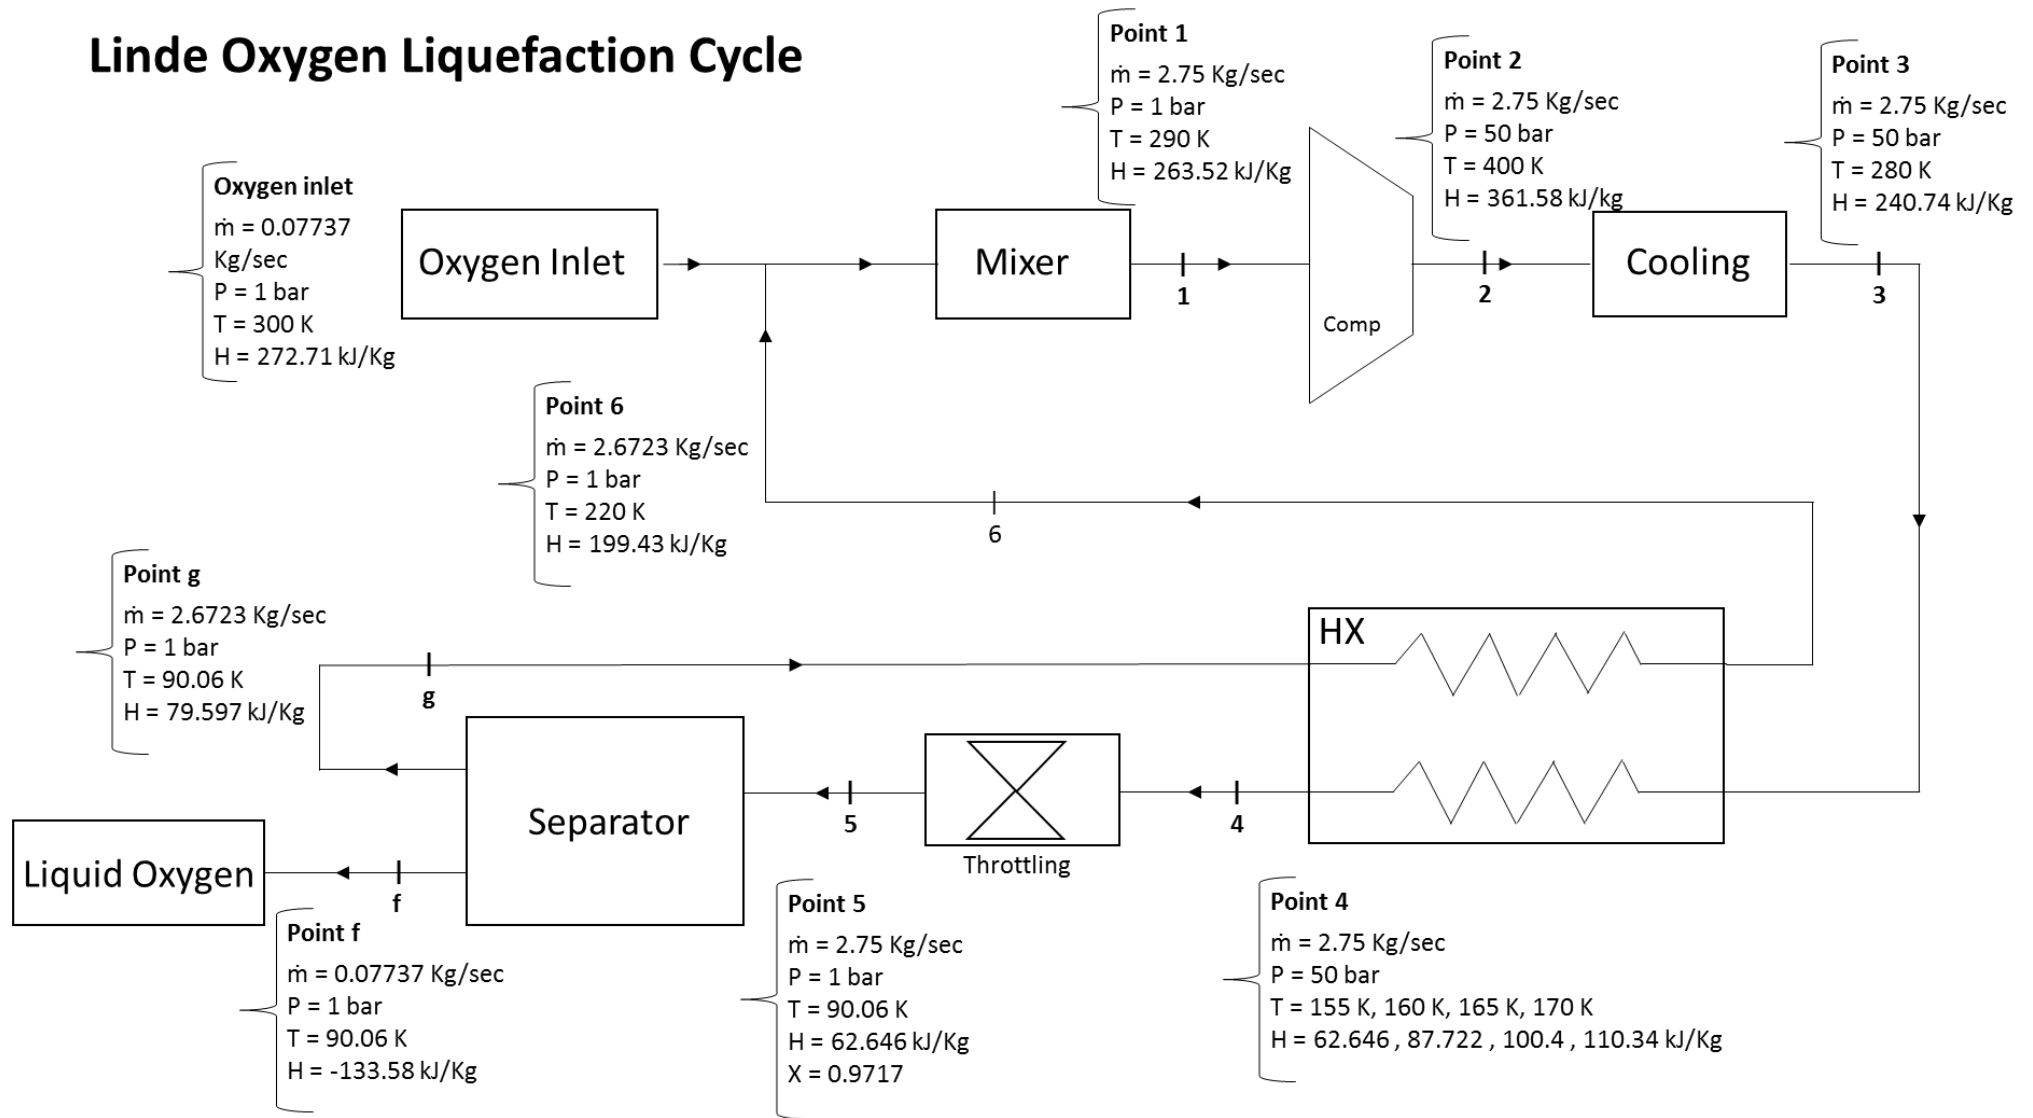 Linde Oxygen Liquefaction Cycle
Point 1
ṁ = 2.75 Kg/sec
P = 1 bar
T = 290 K
H = 263.52 kJ/Kg
Point 2
ṁ = 2.75 Kg/sec
P = 50 bar
T = 400 K
H = 361.58 kJ/kg
Point 3
ṁ = 2.75 Kg/sec
P = 50 bar
T = 280 K
H = 240.74 kJ/Kg
Oxygen inlet
ṁ = 0.07737
Kg/sec
P = 1 bar
T = 300 K
H = 272.71 kJ/Kg
Oxygen Inlet
Mixer
1
Comp
2
Cooling
3
Point 6
ṁ = 2.6723 Kg/sec
P = 1 bar
T = 220 K
H = 199.43 kJ/Kg
6
Point g
ṁ = 2.6723 Kg/sec
P = 1 bar
T = 90.06 K
H = 79.597 kJ/Kg
g
HX
Separator
5
Throttling
4
Liquid Oxygen
f
Point f
ṁ = 0.07737 Kg/sec
P = 1 bar
T = 90.06 K
H = -133.58 kJ/Kg
Point 5
ṁ = 2.75 Kg/sec
P = 1 bar
T = 90.06 K
H = 62.646 kJ/Kg
X = 0.9717
Point 4
ṁ = 2.75 Kg/sec
P = 50 bar
T = 155 K, 160 K, 165 K, 170 K
H = 62.646 , 87.722 , 100.4 , 110.34 kJ/Kg